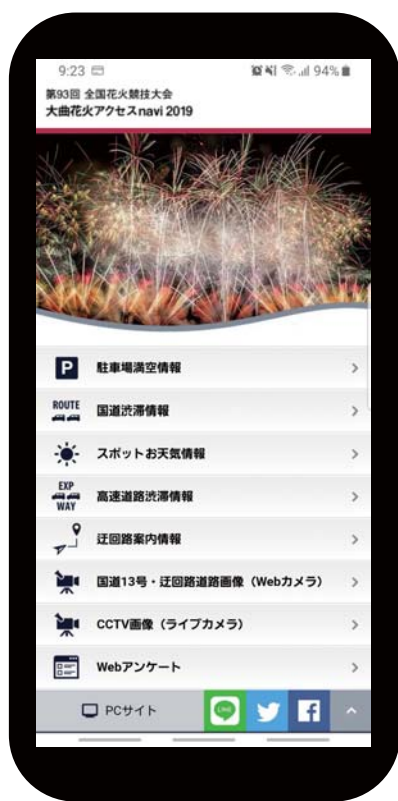 9:23
94%
第93回 全国花火競技大会
大曲花火アクセスnavi 2019
P 駐車場満空情報
ROUTE 国道渋滞情報
スポットお天気情報
EXP WAY 高速道路渋滞情報
迂回路案内情報
国道13号・迂回路道路画像（Webカメラ）
CCTV画像（ライブカメラ）
Webアンケート
PCサイト
LINE